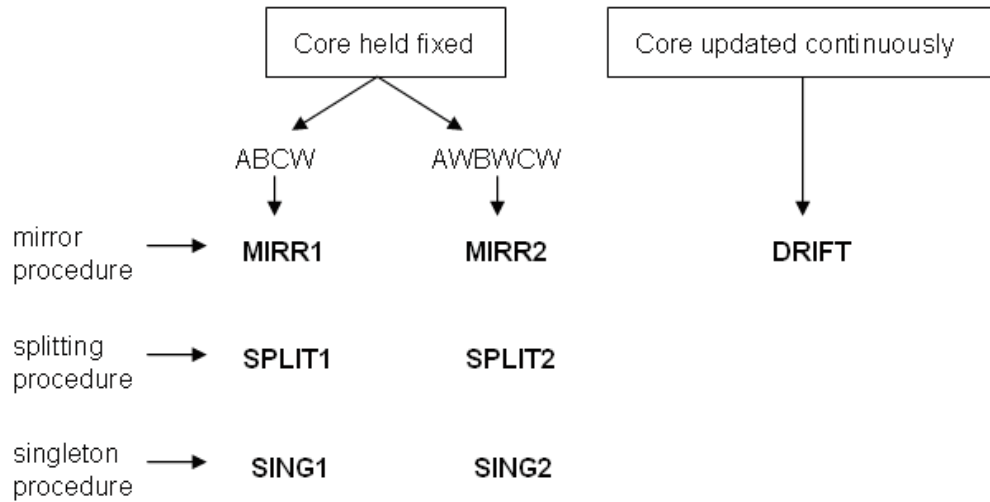 Core held fixed
Core updated continuously
ABCW
AWBWCW
mirror
procedure
MIRR1
MIRR2
DRIFT
splitting
procedure
SPLIT1
SPLIT2
singleton
procedure
SING1
SING2